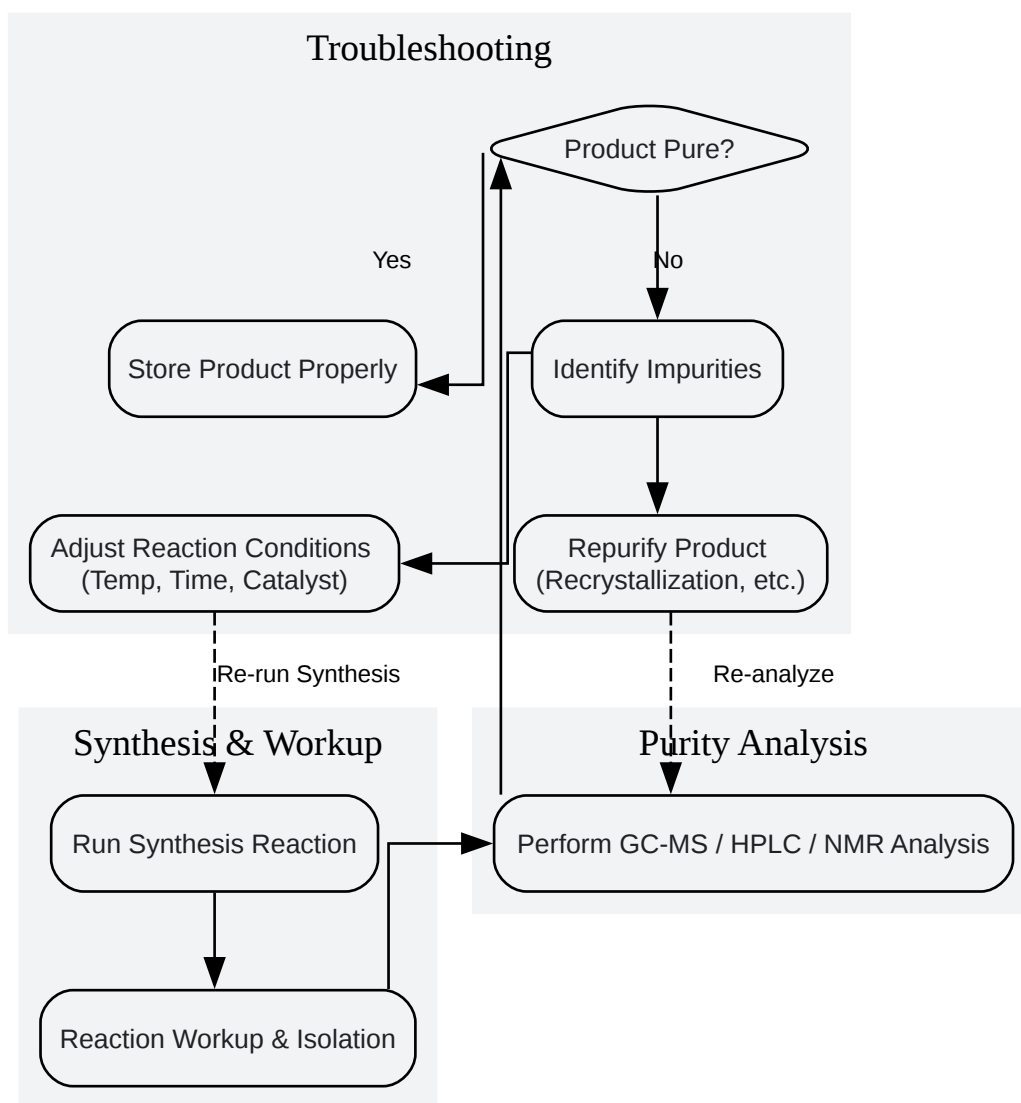 Troubleshooting
Product Pure?
Yes
No
Store Product Properly
Identify Impurities
Adjust Reaction Conditions
(Temp, Time, Catalyst)
Repurify Product
(Recrystallization, etc.)
Re-run Synthesis
Re-analyze
Synthesis & Workup
Purity Analysis
Run Synthesis Reaction
Perform GC-MS / HPLC / NMR Analysis
Reaction Workup & Isolation